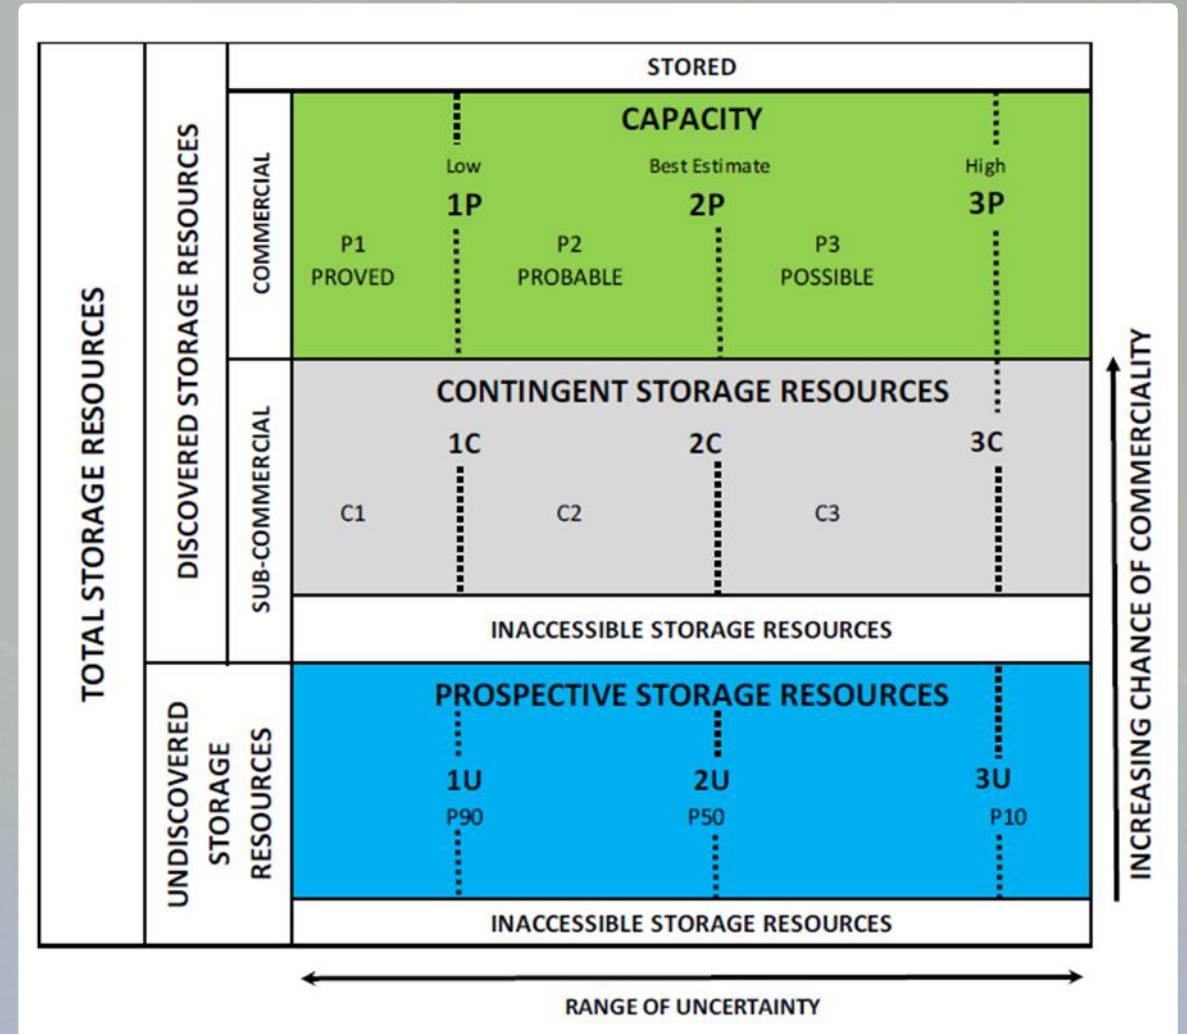 STORED
TOTAL STORAGE RESOURCES
DISCOVERED STORAGE RESOURCES
COMMERCIAL
CAPACITY
Low
Best Estimate
High
1P
2P
3P
P1
PROVED
P2
PROBABLE
P3
POSSIBLE
SUB-COMMERCIAL
CONTINGENT STORAGE RESOURCES
1C
2C
3C
C1
C2
C3
INACCESSIBLE STORAGE RESOURCES
UNDISCOVERED
STORAGE
RESOURCES
PROSPECTIVE STORAGE RESOURCES
1U
2U
3U
P90
P50
P10
INACCESSIBLE STORAGE RESOURCES
INCREASING CHANCE OF COMMERCIALITY
RANGE OF UNCERTAINTY